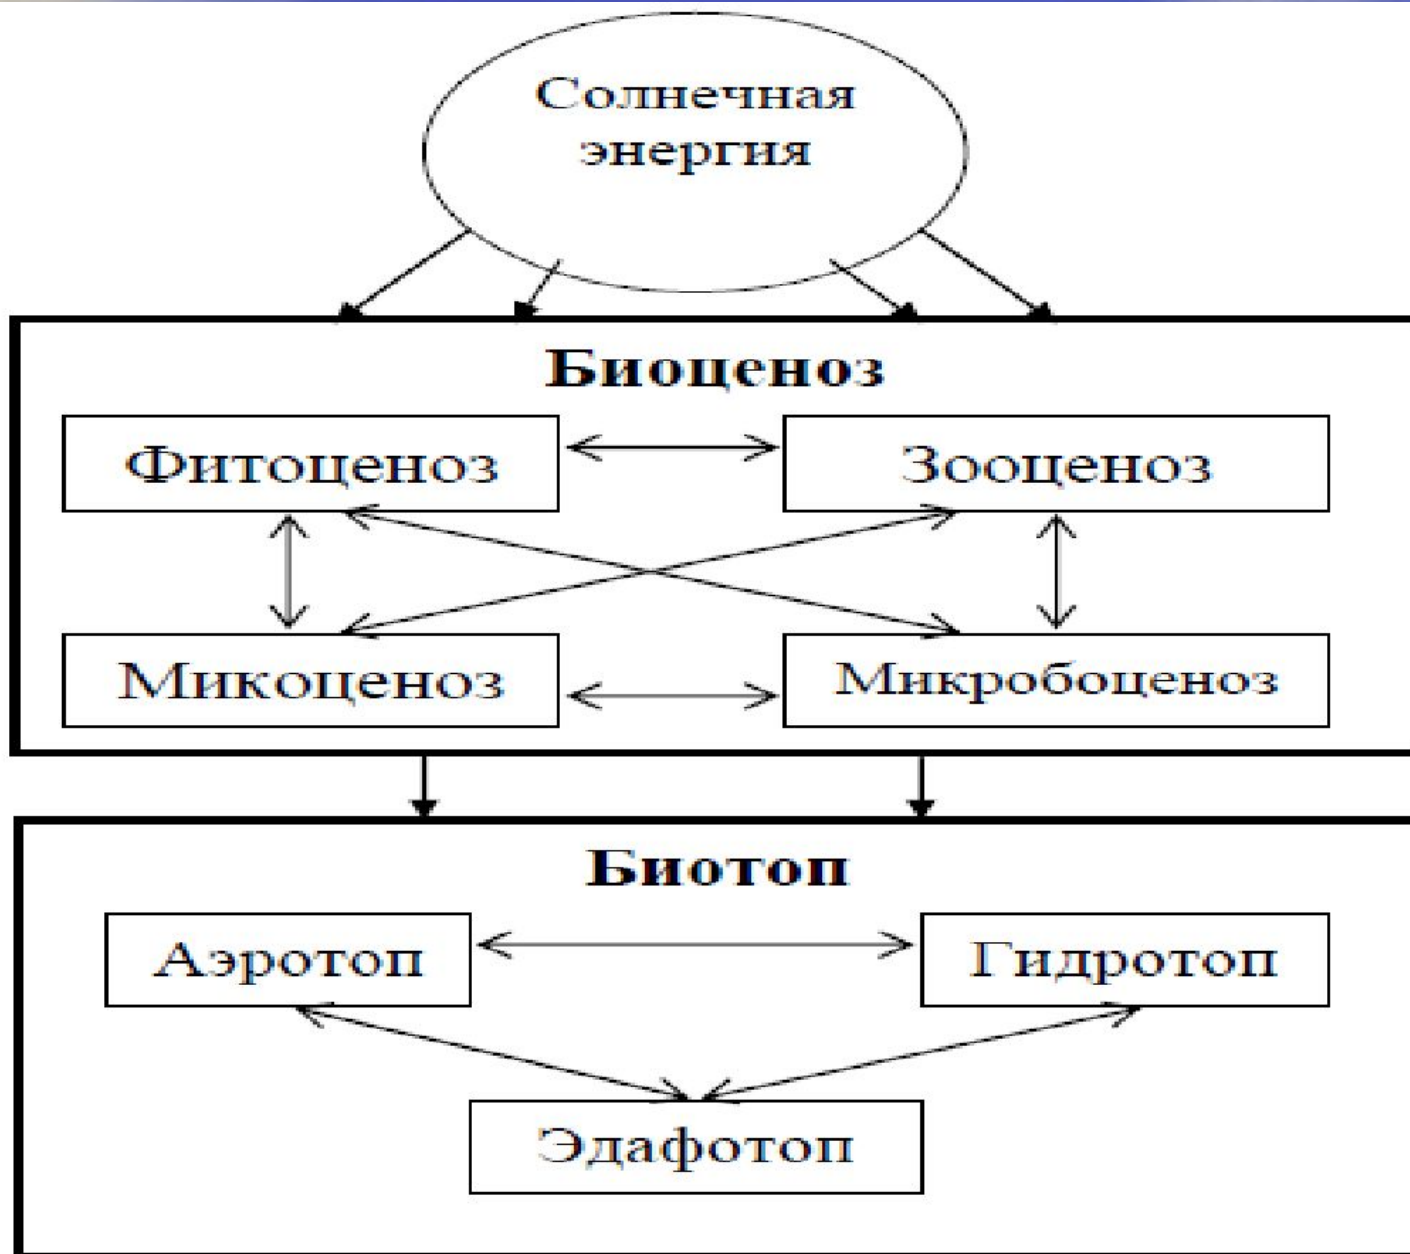 Солнечная
энергия
Биоценоз
Фитоценоз
Зооценоз
Микоценоз
Микробоценоз
Биотоп
Аэротоп
Гидротоп
Эдафотоп